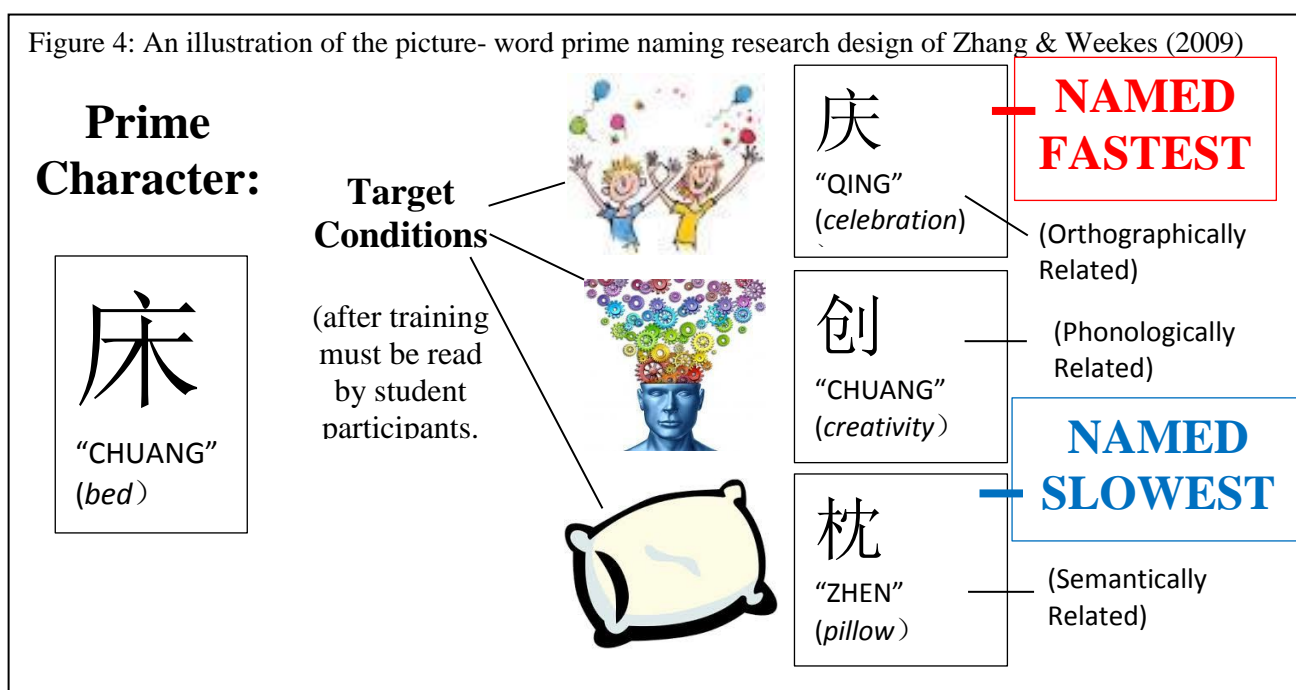 Figure 4: An illustration of the picture- word prime naming research design of Zhang & Weekes (2009)
Prime
Character:
床
“CHUANG”
(bed）
Target
Conditions
(after training
must be read
by student
participants.
庆
“QING”
(celebration)
`
创
“CHUANG”
(creativity）
枕
“ZHEN”
(pillow）
NAMED
FASTEST
(Orthographically
Related)
(Phonologically
Related)
NAMED
SLOWEST
(Semantically
Related)